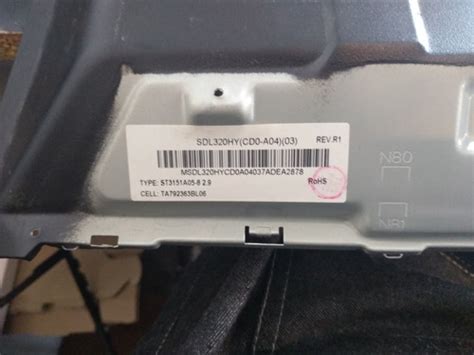 SDL320HY(CD0-A04)(03)
REV.R1
MSDL320HYCD0A04037ADEA2878
TYPE: ST3151A05-8 2.9
RoHS
CELL: TA792363BL06
N80
N81